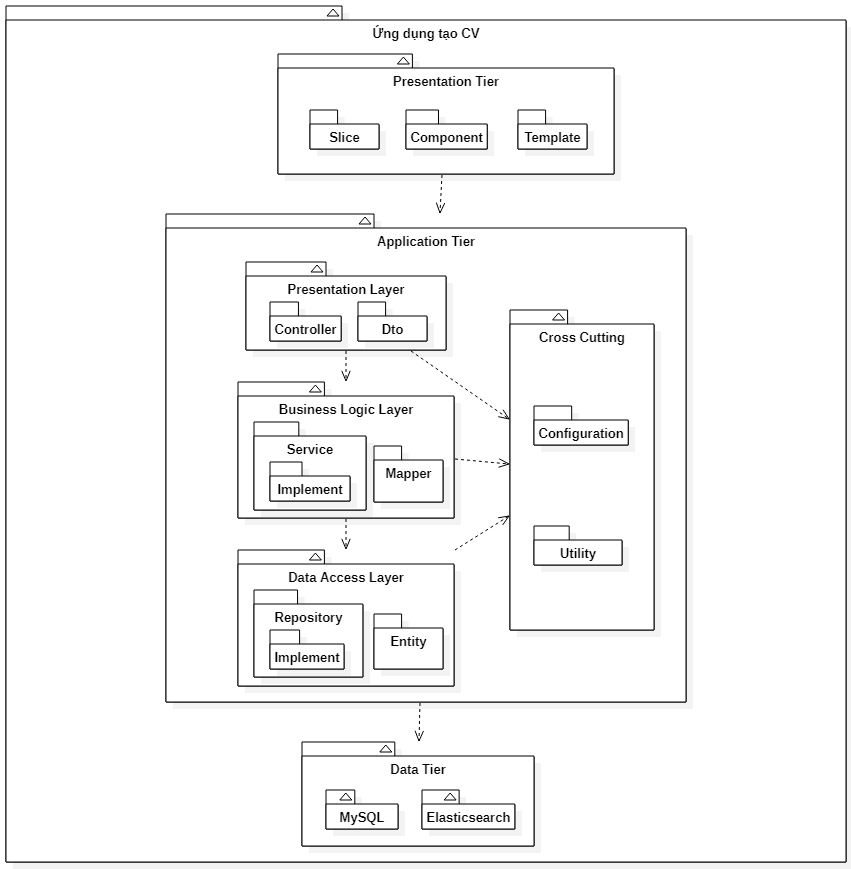 Ứng dụng tạo CV
Presentation Tier
Slice
Component
Template
Application Tier
Presentation Layer
Controller
Dto
Cross Cutting
Business Logic Layer
Service
Implement
Mapper
Configuration
Data Access Layer
Repository
Implement
Entity
Utility
Data Tier
MySQL
Elasticsearch